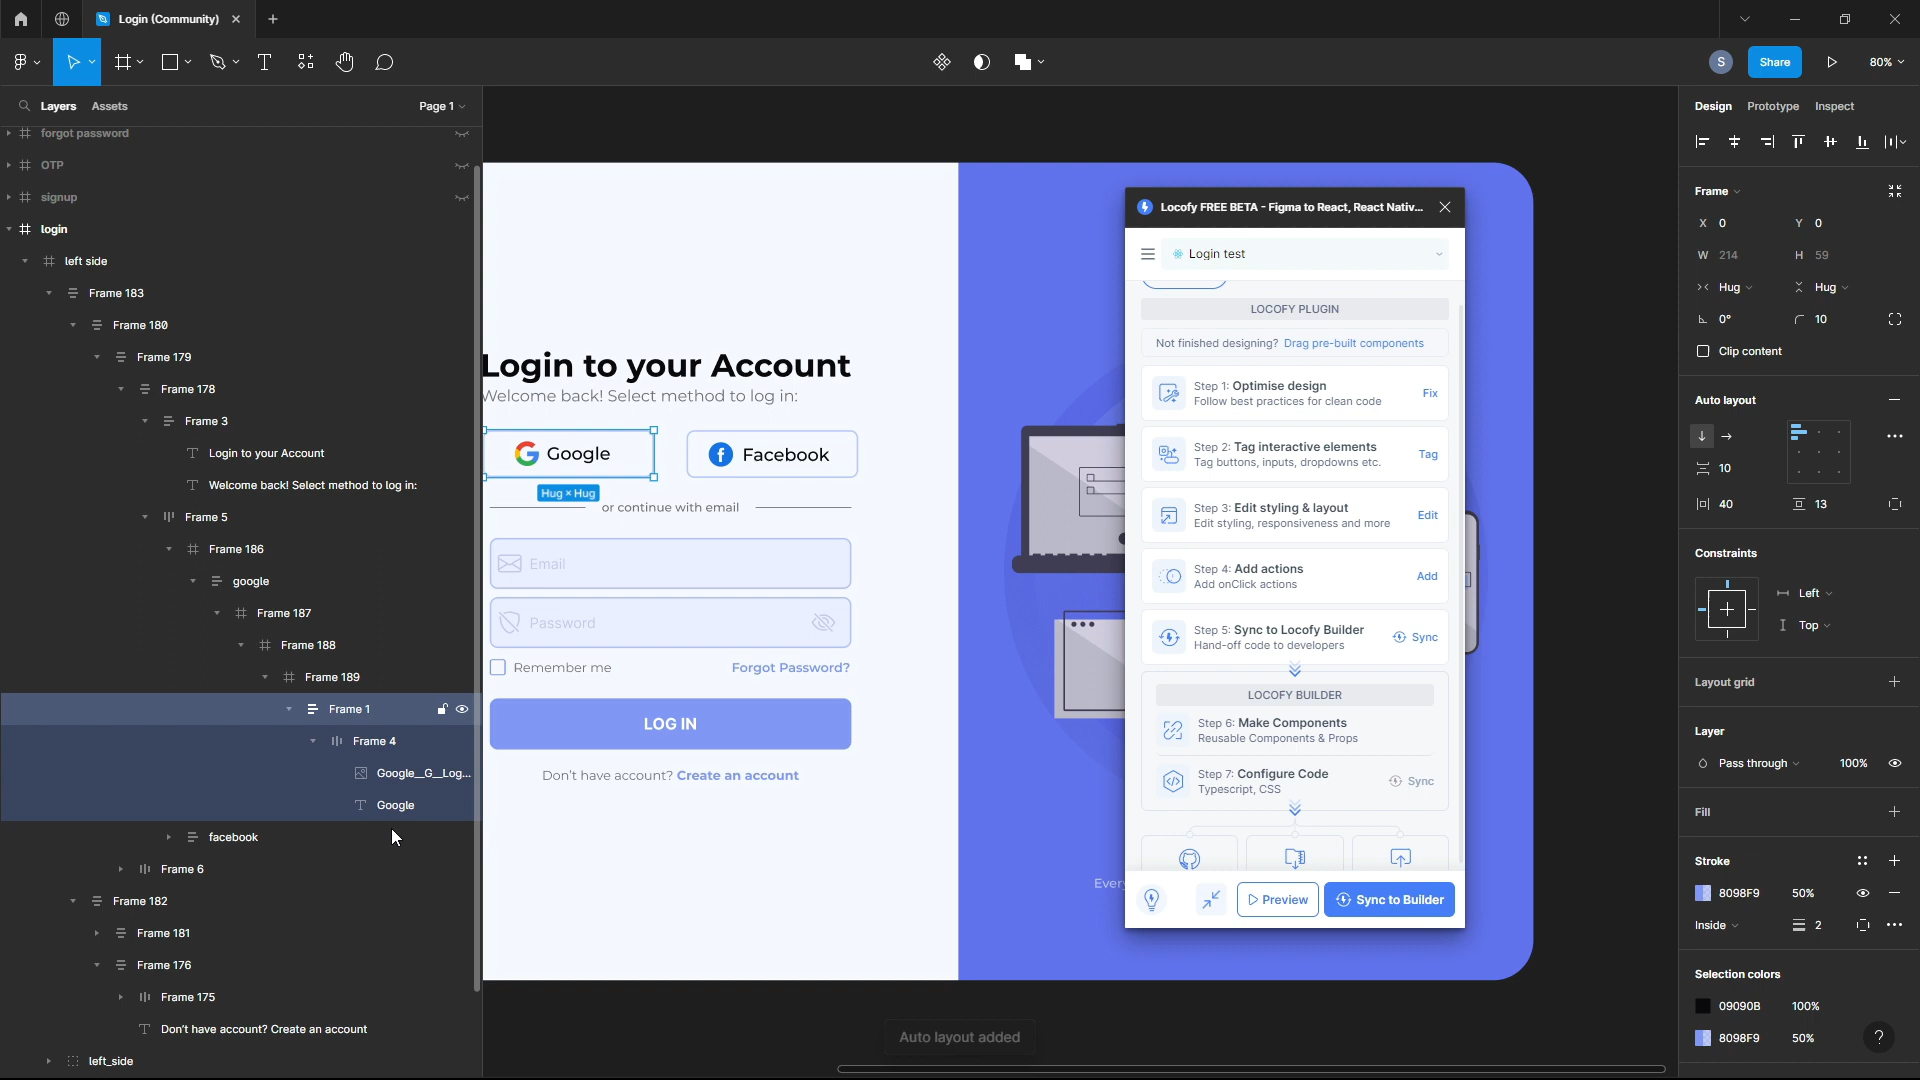 Login (Community)
S
Share
80%
Layers
Assets
Page 1
Design
Prototype
Inspect
forgot password
OTP
signup
login
left side
Frame 183
Frame 180
Frame 179
Frame 178
Frame 3
Login to your Account
Welcome back! Select method to log in:
Frame 5
Frame 186
google
Frame 187
Frame 188
Frame 189
Frame 1
Frame 4
Google__G__Log...
Google
facebook
Frame 6
Frame 182
Frame 181
Frame 176
Frame 175
Don't have account? Create an account
left_side
Login to your Account
Welcome back! Select method to log in:
Google
Facebook
Hug × Hug
or continue with email
Email
Password
Remember me
Forgot Password?
LOG IN
Don't have account? Create an account
Every
Auto layout added
Locofy FREE BETA - Figma to React, React Nativ...
Login test
LOCOFY PLUGIN
Not finished designing? Drag pre-built components
Step 1: Optimise design
Follow best practices for clean code
Fix
Step 2: Tag interactive elements
Tag buttons, inputs, dropdowns etc.
Tag
Step 3: Edit styling & layout
Edit styling, responsiveness and more
Edit
Step 4: Add actions
Add onClick actions
Add
Step 5: Sync to Locofy Builder
Hand-off code to developers
Sync
LOCOFY BUILDER
Step 6: Make Components
Reusable Components & Props
Step 7: Configure Code
Typescript, CSS
Sync
Preview
Sync to Builder
Frame
X 0
Y 0
W 214
H 59
Hug
Hug
0°
10
Clip content
Auto layout
10
40
13
Constraints
Left
Top
Layout grid
Layer
Pass through
100%
Fill
Stroke
8098F9
50%
Inside
2
Selection colors
09090B
100%
8098F9
50%
?